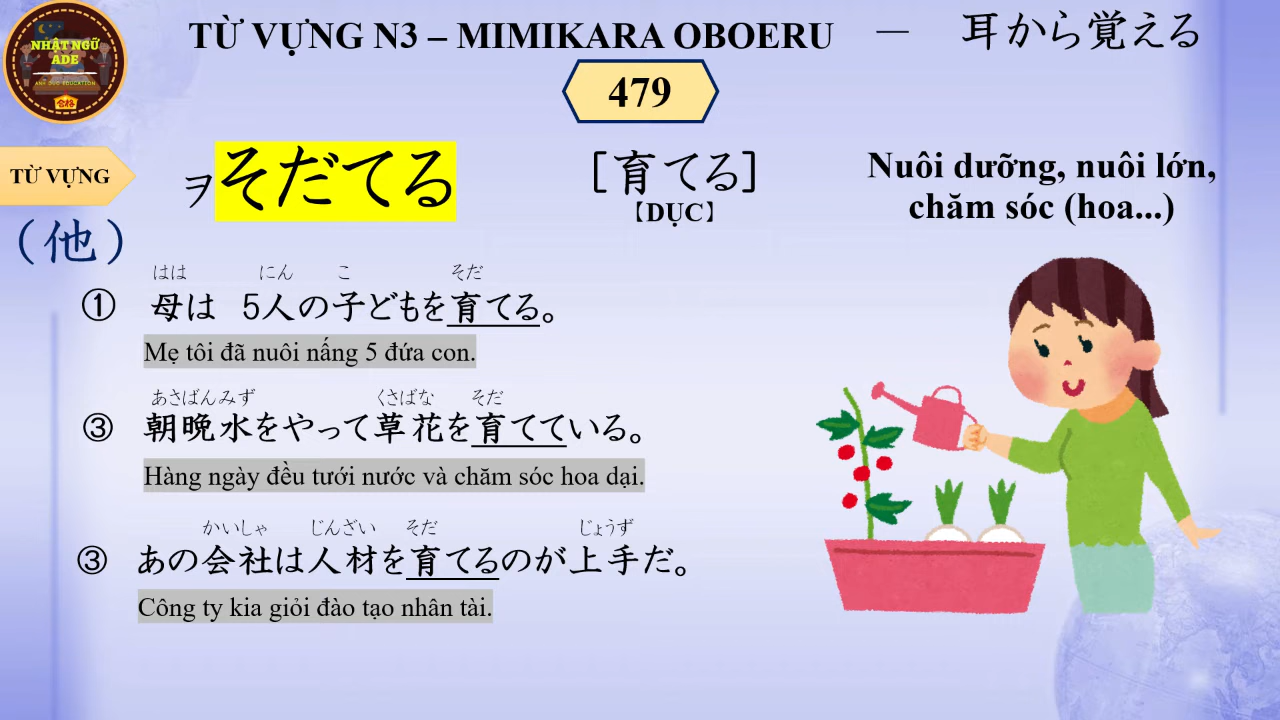 NHẬT NGỮ
ADE
ANH DUC EDUCATION
合格
TỪ VỰNG N3 – MIMIKARA OBOERU － 耳から覚える
479
TỪ VỰNG
ヲそだてる
[育てる]
【DỤC】
Nuôi dưỡng, nuôi lớn,
chăm sóc (hoa...)
（他）
はは にん こ そだ
① 母は 5人の子どもを育てる。
Mẹ tôi đã nuôi nấng 5 đứa con.
あさばんみず くさばな そだ
③ 朝晩水をやって草花を育てている。
Hàng ngày đều tưới nước và chăm sóc hoa dại.
かいしゃ じんざい そだ じょうず
③ あの会社は人材を育てるのが上手だ。
Công ty kia giỏi đào tạo nhân tài.